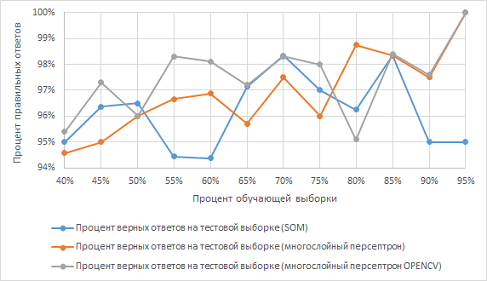 Процент правильных ответов
100%
99%
98%
97%
96%
95%
94%
40% 45% 50% 55% 60% 65% 70% 75% 80% 85% 90% 95%
Процент обучающей выборки
Процент верных ответов на тестовой выборке (SOM)
Процент верных ответов на тестовой выборке (многослойный персептрон)
Процент верных ответов на тестовой выборке (многослойный персептрон OPENCV)